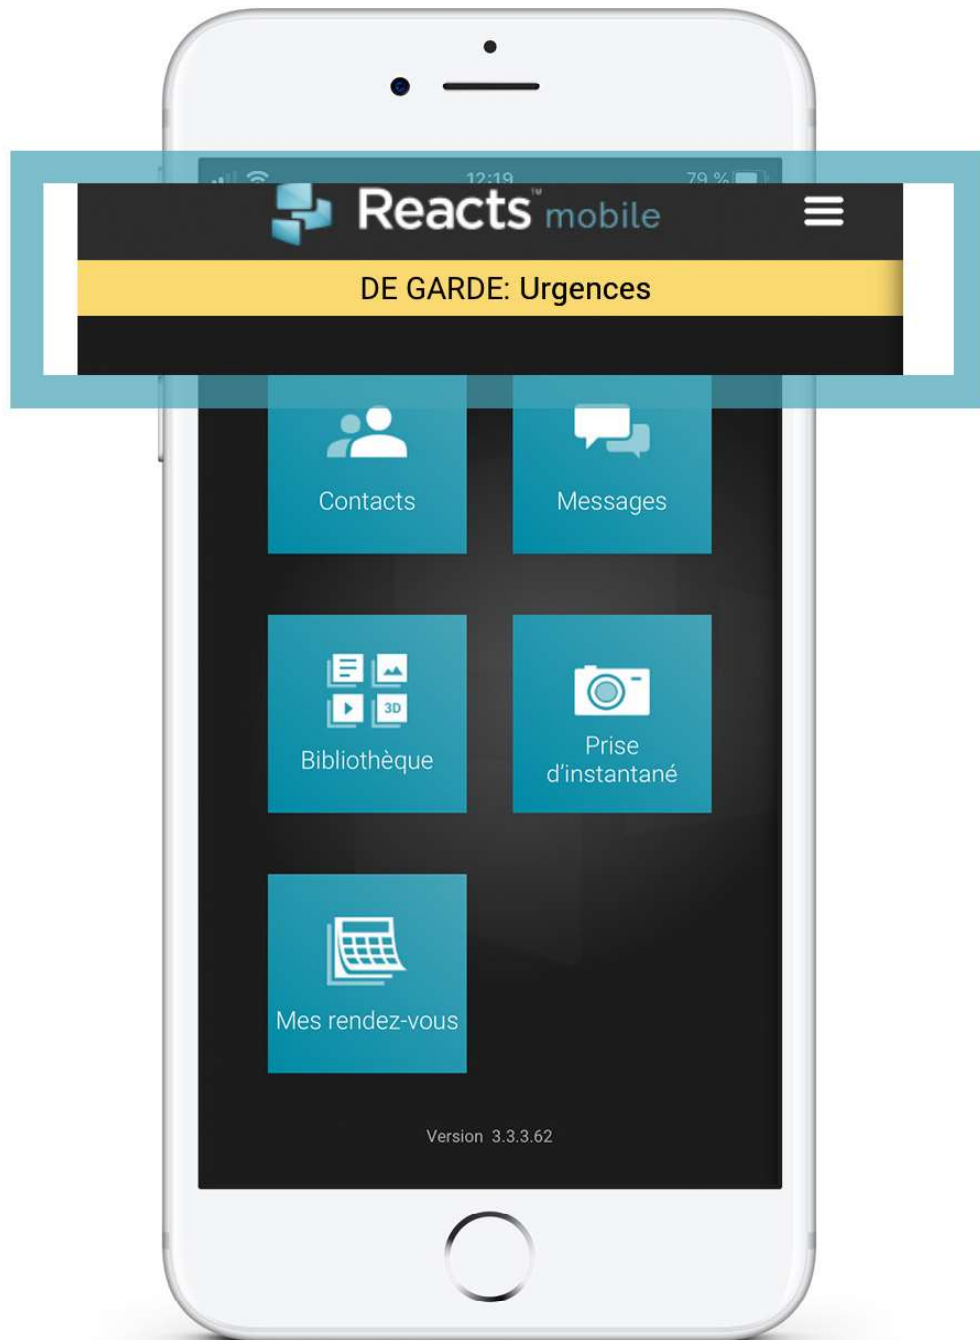 12:19
79 %
Reacts™ mobile
DE GARDE: Urgences
Contacts
Messages
3D
Bibliothèque
Prise
d'instantané
Mes rendez-vous
Version 3.3.3.62